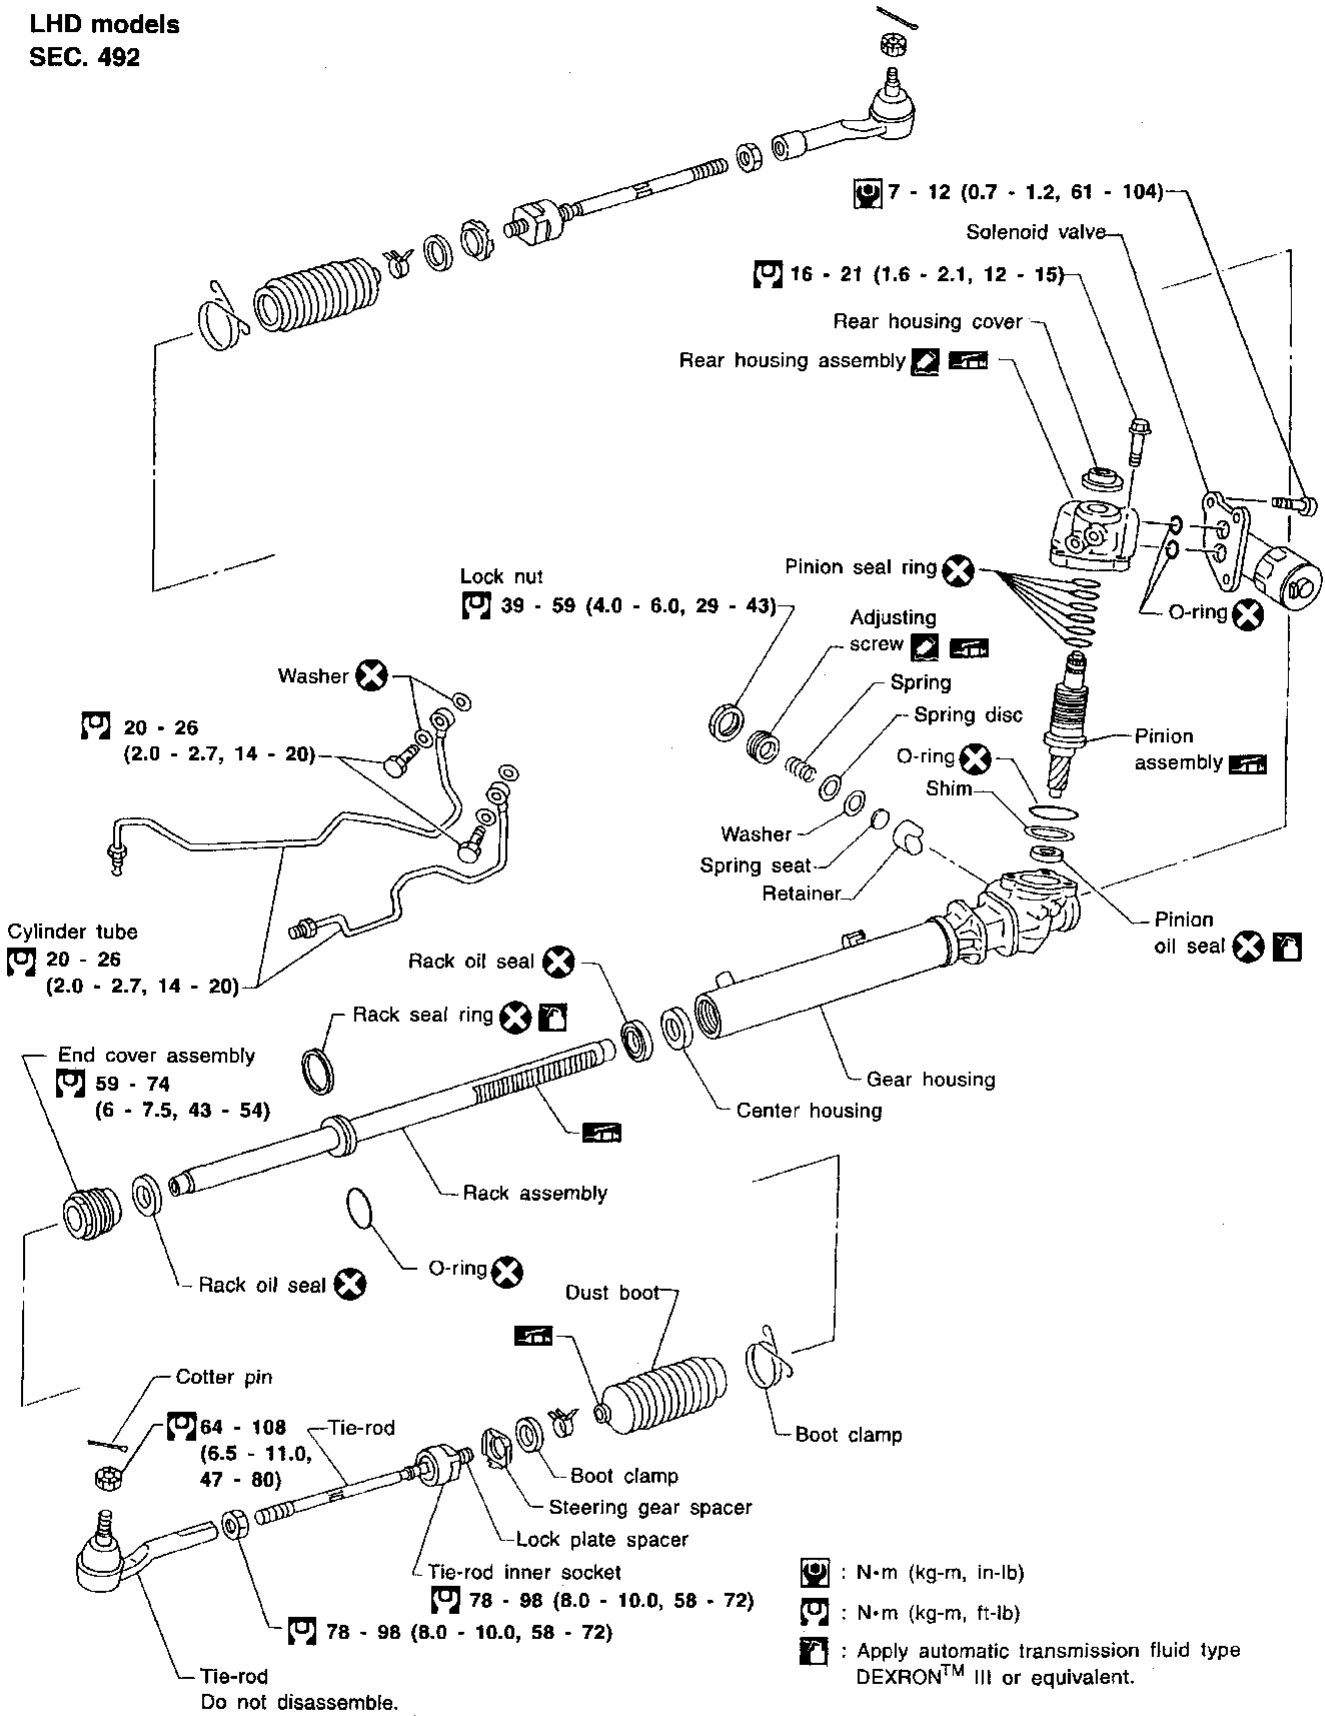 LHD models
SEC. 492
7 - 12 (0.7 - 1.2, 61 - 104)
Solenoid valve
16 - 21 (1.6 - 2.1, 12 - 15)
Rear housing cover
Rear housing assembly
Pinion seal ring
O-ring
Lock nut
39 - 59 (4.0 - 6.0, 29 - 43)
Adjusting
screw
Spring
Spring disc
Washer
20 - 26
(2.0 - 2.7, 14 - 20)
Pinion
assembly
O-ring
Shim
Washer
Spring seat
Retainer
Pinion
oil seal
Cylinder tube
20 - 26
(2.0 - 2.7, 14 - 20)
Rack oil seal
Rack seal ring
End cover assembly
59 - 74
(6 - 7.5, 43 - 54)
Gear housing
Center housing
Rack assembly
O-ring
Rack oil seal
Dust boot
Cotter pin
64 - 108
(6.5 - 11.0,
47 - 80)
Tie-rod
Boot clamp
Boot clamp
Steering gear spacer
Lock plate spacer
Tie-rod inner socket
78 - 98 (8.0 - 10.0, 58 - 72)
78 - 98 (8.0 - 10.0, 58 - 72)
Tie-rod
Do not disassemble.
: N•m (kg-m, in-lb)
: N•m (kg-m, ft-lb)
: Apply automatic transmission fluid type
DEXRON™ III or equivalent.